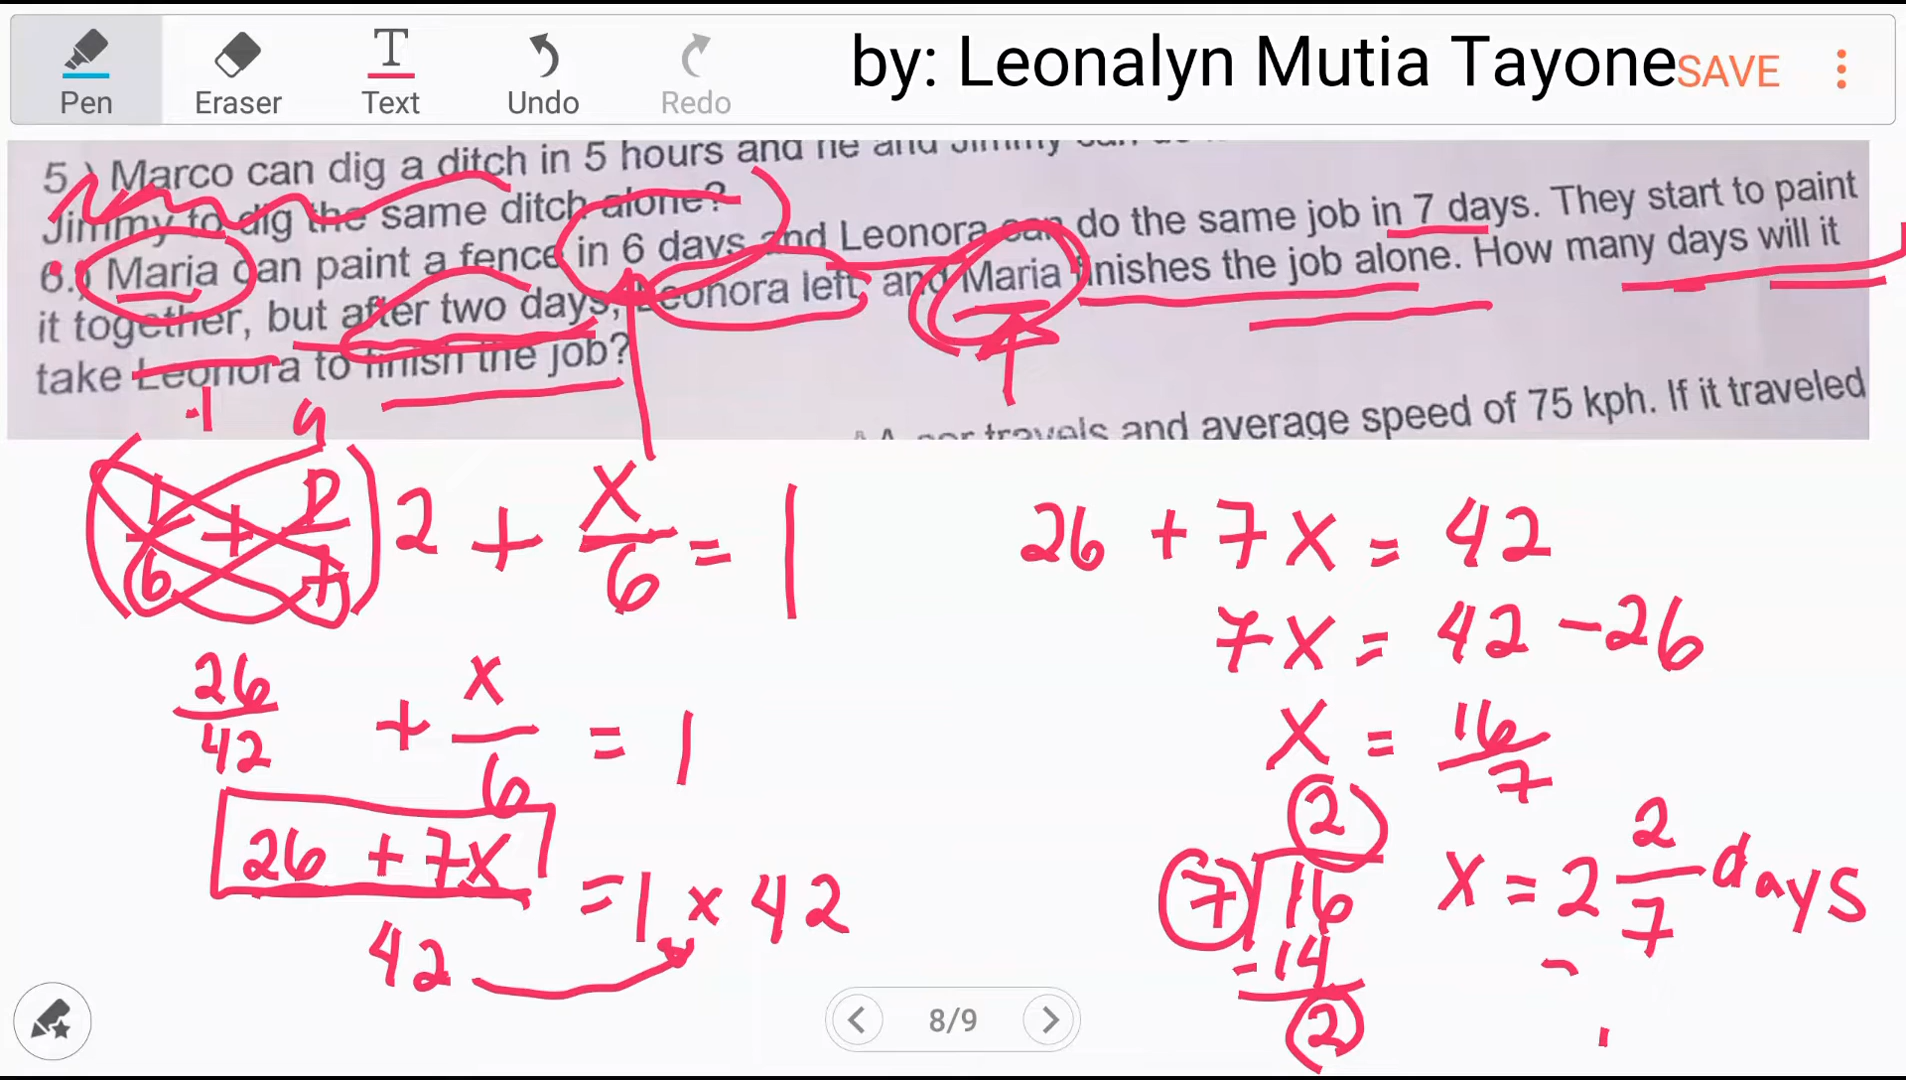 Pen Eraser Text Undo Redo by: Leonalyn Mutia Tayone SAVE
5.) Marco can dig a ditch in 5 hours and he and Jimmy can
Jimmy to dig the same ditch alone?
6.) Maria can paint a fence in 6 days and Leonora can do the same job in 7 days. They start to paint
it together, but after two days, Leonora left, and Maria finishes the job alone. How many days will it
take Leonora to finish the job?
A car travels and average speed of 75 kph. If it traveled
2 + X/6 = 1
26/42 + x/6 = 1
26 + 7x / 42 = 1 x 42
26 + 7x = 42
7x = 42 - 26
x = 16/7
2
7 16
-14
2
x = 2 2/7 days
8/9